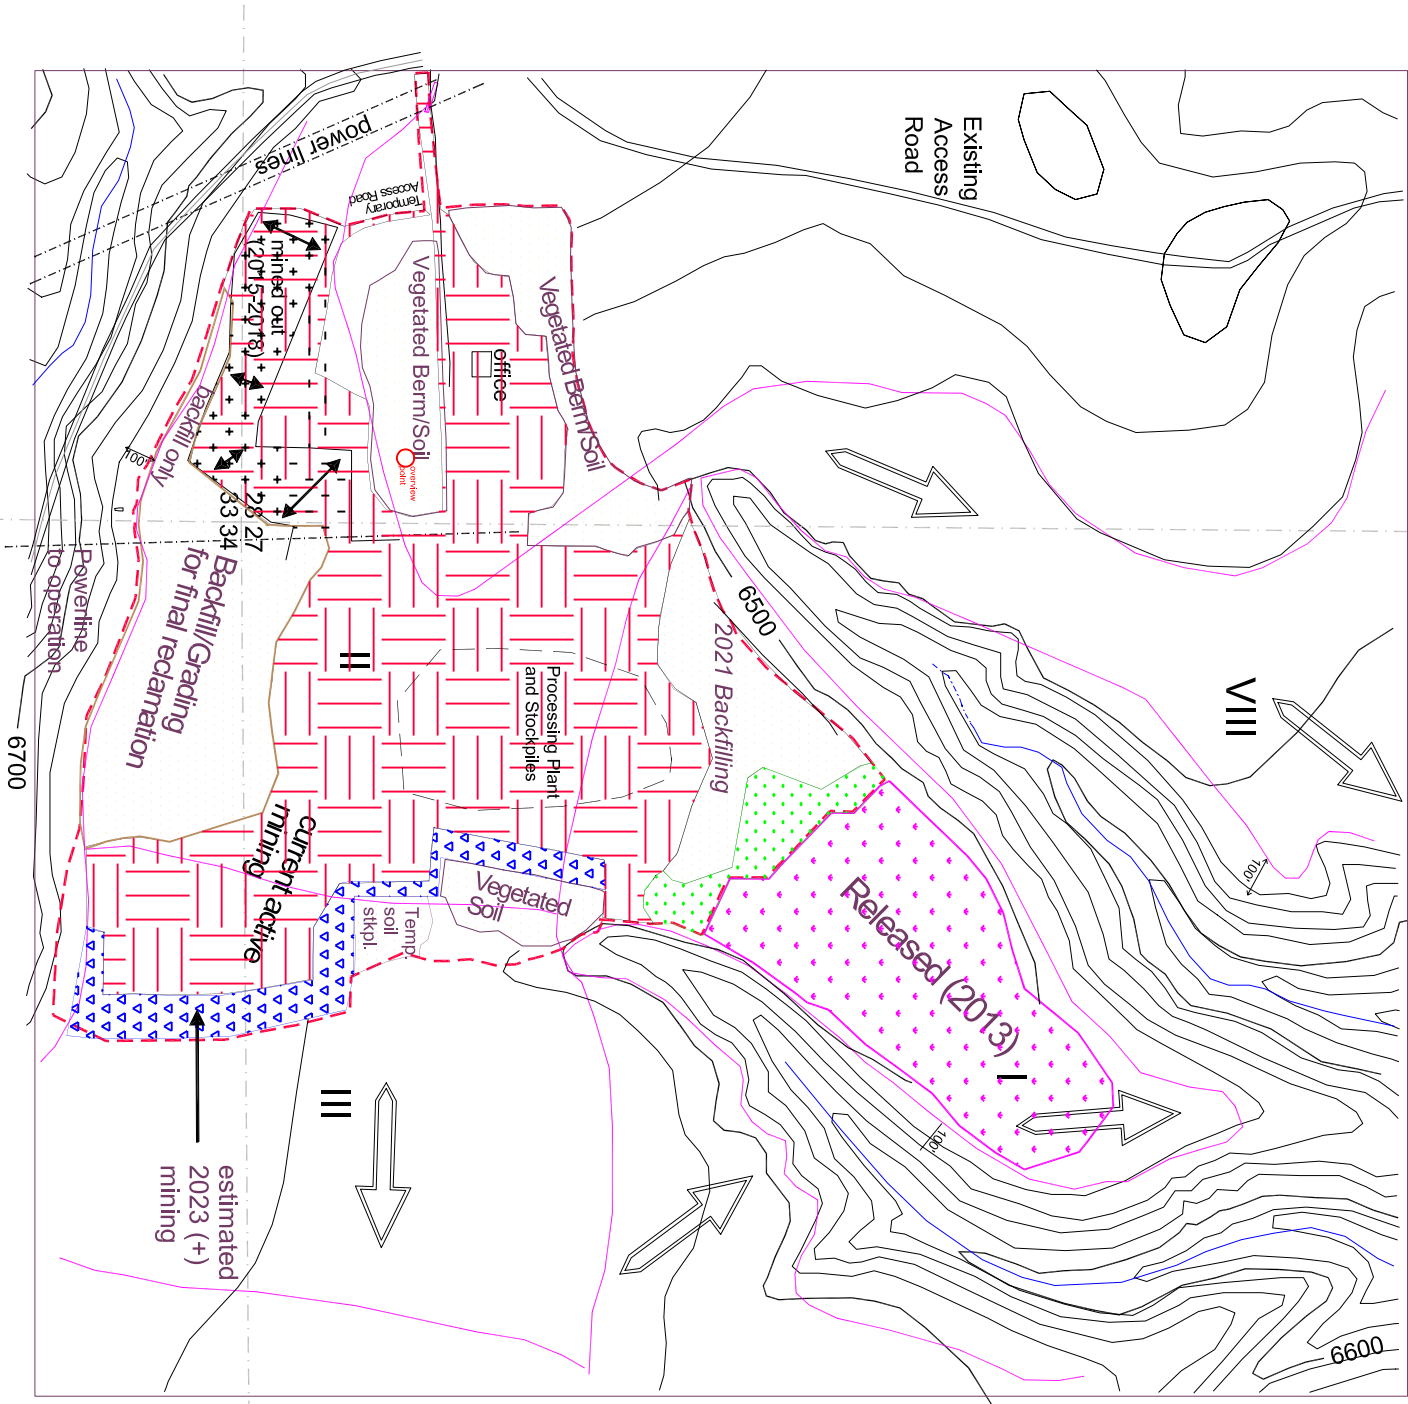 Existing
Access
Road
power lines
Temporary
Access Road
mined out
(2015-2018)
Vegetated Berm/Soil
Vegetated Berm/Soil
office
overview
point
backfill only
100'
28 27
33 34
Powerline
to operation
Backfill/Grading
for final reclamation
II
6500
2021 Backfilling
Processing Plant
and Stockpiles
VIII
6700
current active
mining
Vegetated
Soil
Temp.
soil
stkpl.
Released (2013)
I
100'
100'
III
estimated
2023 (+)
mining
6600